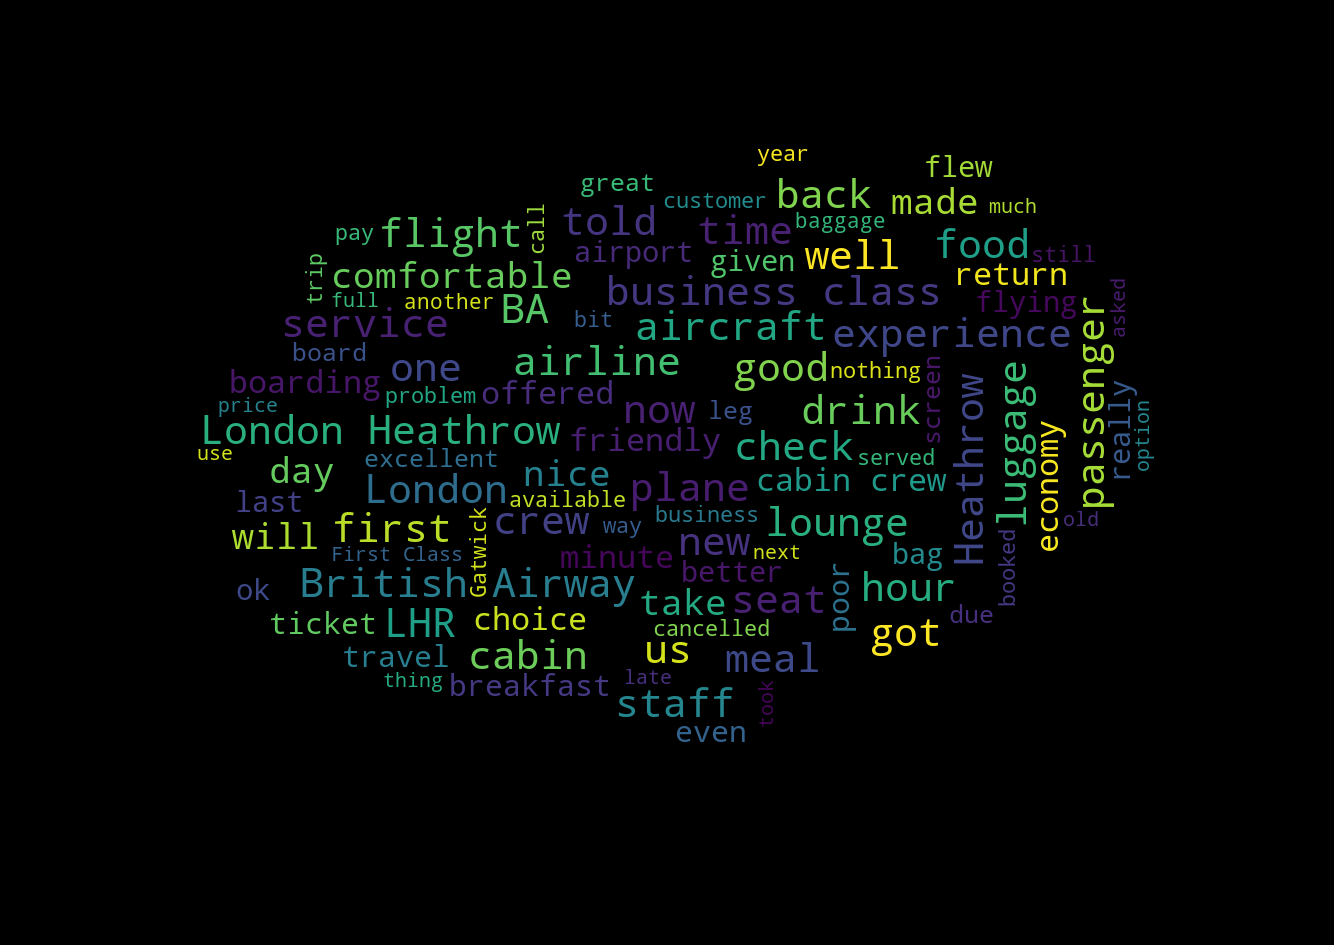 year
flew
great
customer
back
made
much
pay
flight
call
told
time
baggage
food
still
airport
given
well
return
trip
comfortable
full
another
BA
bit
business class
flying
asked
service
aircraft
experience
passenger
board
one
airline
good
nothing
screen
boarding
problem
offered
now
leg
drink
Heathrow
luggage
really
option
price
London Heathrow
friendly
check
served
economy
use
day
excellent
nice
cabin crew
last
London
available
plane
business
lounge
old
will
first
Gatwick
crew
way
new
next
bag
booked
First Class
minute
better
poor
hour
ok
British Airway
take
seat
due
ticket
LHR
choice
cancelled
got
travel
cabin
us
meal
thing
breakfast
late
took
staff
even